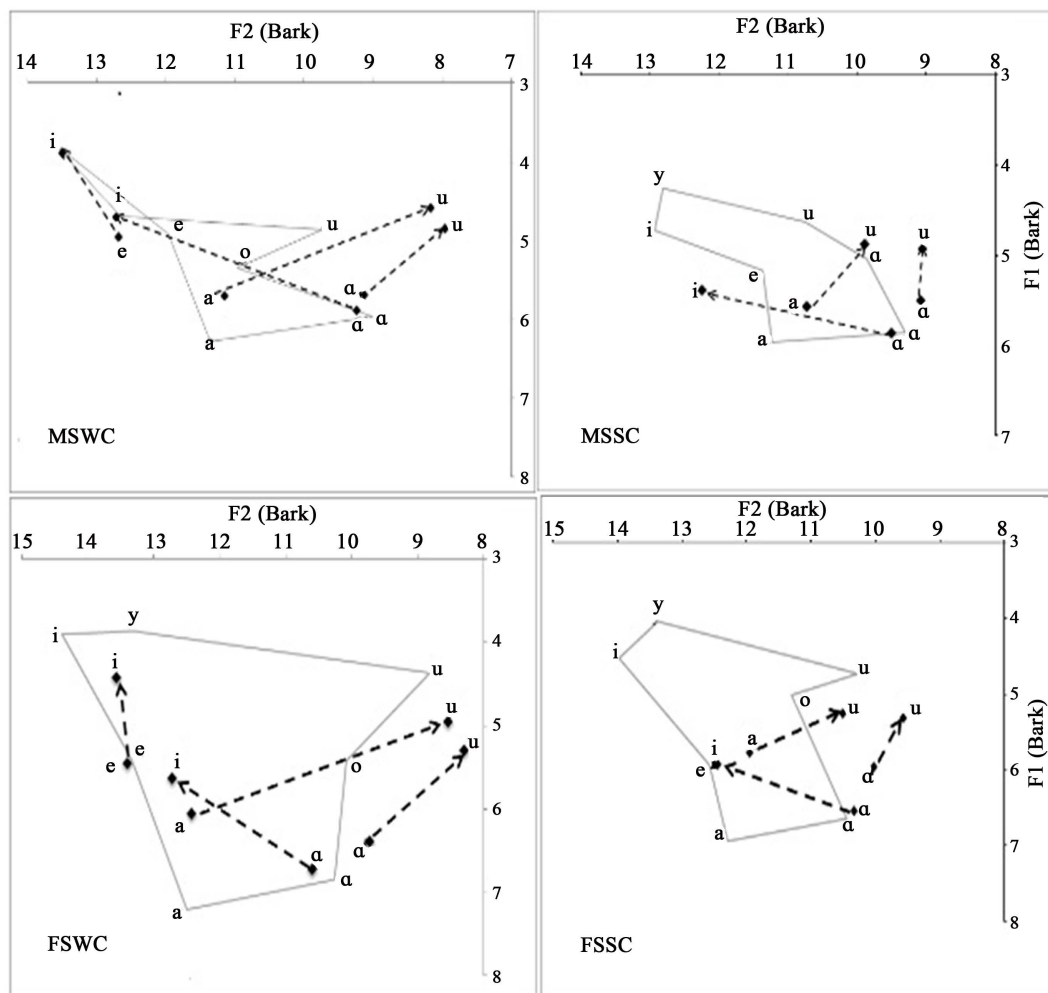 F2 (Bark)
14 13 12 11 10 9 8 7
3
4
5
6
7
8
i
i
e
e
u
o
u
u
a
ɑ
ɑ
ɑ
a
MSWC
F2 (Bark)
14 13 12 11 10 9 8
3
4
5
6
7
F1 (Bark)
y
u
i
u
ɑ
u
e
i
a
ɑ
a
ɑ
ɑ
MSSC
F2 (Bark)
15 14 13 12 11 10 9 8
3
4
5
6
7
8
i
y
i
u
u
e
e
i
o
u
a
ɑ
ɑ
ɑ
a
FSWC
F2 (Bark)
15 14 13 12 11 10 9 8
3
4
5
6
7
8
F1 (Bark)
y
i
u
o
u
u
a
i
e
ɑ
ɑ
ɑ
a
FSSC